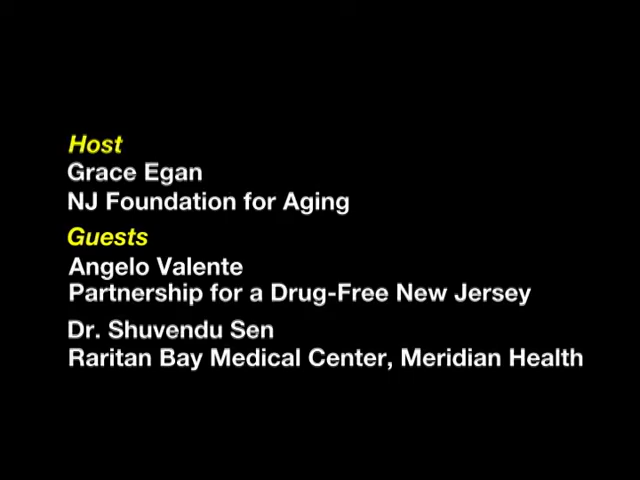 Host
Grace Egan
NJ Foundation for Aging
Guests
Angelo Valente
Partnership for a Drug-Free New Jersey
Dr. Shuvendu Sen
Raritan Bay Medical Center, Meridian Health